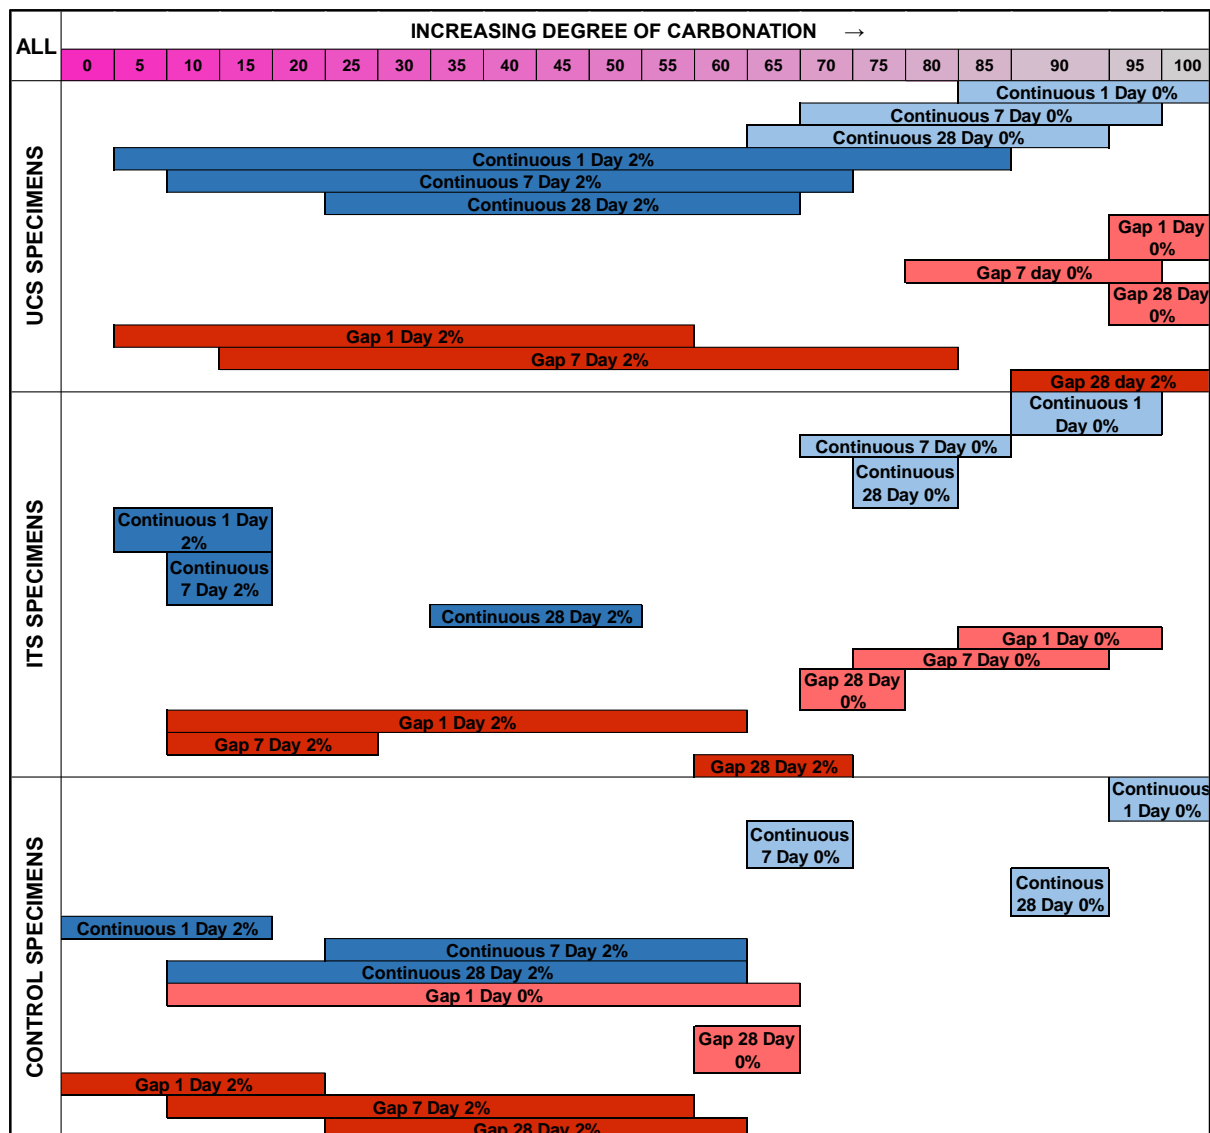 ALL
INCREASING DEGREE OF CARBONATION →
0 5 10 15 20 25 30 35 40 45 50 55 60 65 70 75 80 85 90 95 100
UCS SPECIMENS
Continuous 1 Day 0%
Continuous 7 Day 0%
Continuous 28 Day 0%
Continuous 1 Day 2%
Continuous 7 Day 2%
Continuous 28 Day 2%
Gap 1 Day
0%
Gap 7 day 0%
Gap 28 Day
0%
Gap 1 Day 2%
Gap 7 Day 2%
Gap 28 day 2%
ITS SPECIMENS
Continuous 1
Day 0%
Continuous 7 Day 0%
Continuous
28 Day 0%
Continuous 1 Day
2%
Continuous
7 Day 2%
Continuous 28 Day 2%
Gap 1 Day 0%
Gap 7 Day 0%
Gap 28 Day
0%
Gap 1 Day 2%
Gap 7 Day 2%
Gap 28 Day 2%
CONTROL SPECIMENS
Continuous
1 Day 0%
Continuous
7 Day 0%
Continous
28 Day 0%
Continuous 1 Day 2%
Continuous 7 Day 2%
Continuous 28 Day 2%
Gap 1 Day 0%
Gap 28 Day
0%
Gap 1 Day 2%
Gap 7 Day 2%
Gap 28 Day 2%